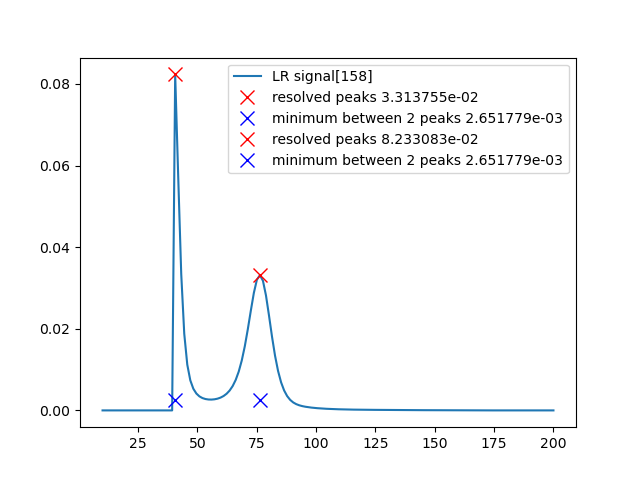 LR signal[158]
resolved peaks 3.313755e-02
minimum between 2 peaks 2.651779e-03
resolved peaks 8.233083e-02
minimum between 2 peaks 2.651779e-03
0.08
0.06
0.04
0.02
0.00
25 50 75 100 125 150 175 200